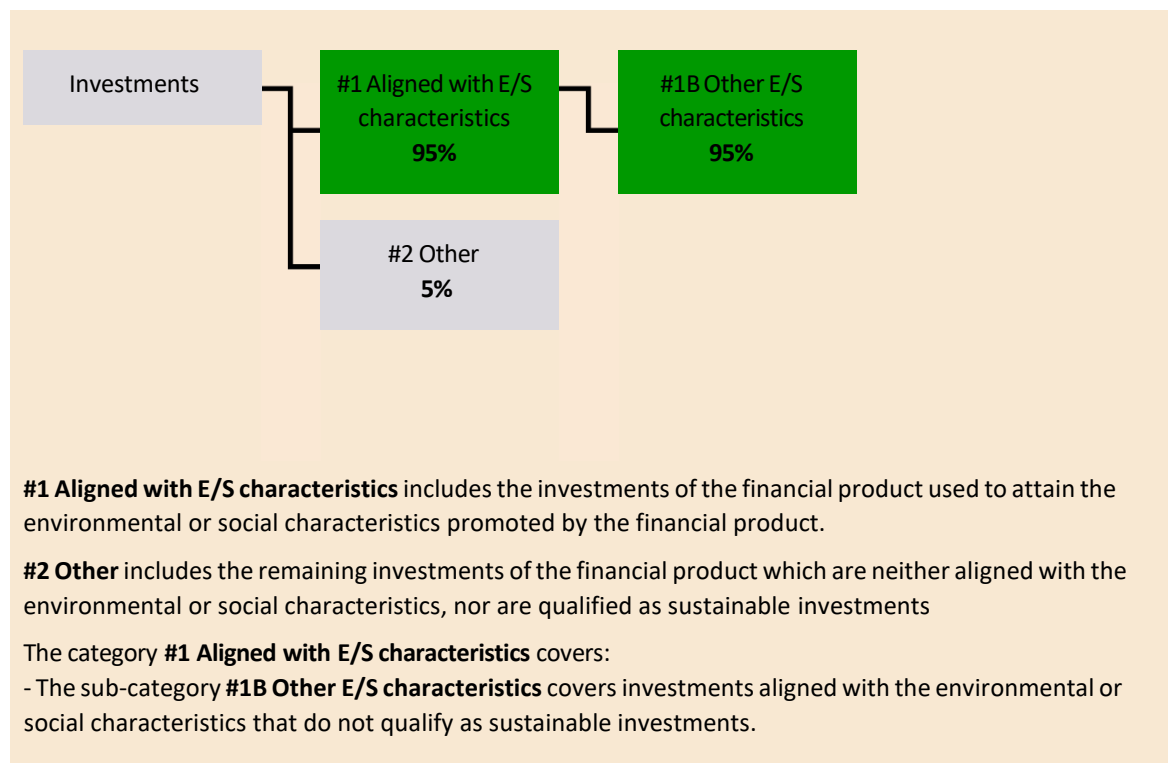 Investments
#1 Aligned with E/S
characteristics
95%
#1B Other E/S
characteristics
95%
#2 Other
5%
#1 Aligned with E/S characteristics includes the investments of the financial product used to attain the
environmental or social characteristics promoted by the financial product.
#2 Other includes the remaining investments of the financial product which are neither aligned with the
environmental or social characteristics, nor are qualified as sustainable investments
The category #1 Aligned with E/S characteristics covers:
- The sub-category #1B Other E/S characteristics covers investments aligned with the environmental or
social characteristics that do not qualify as sustainable investments.